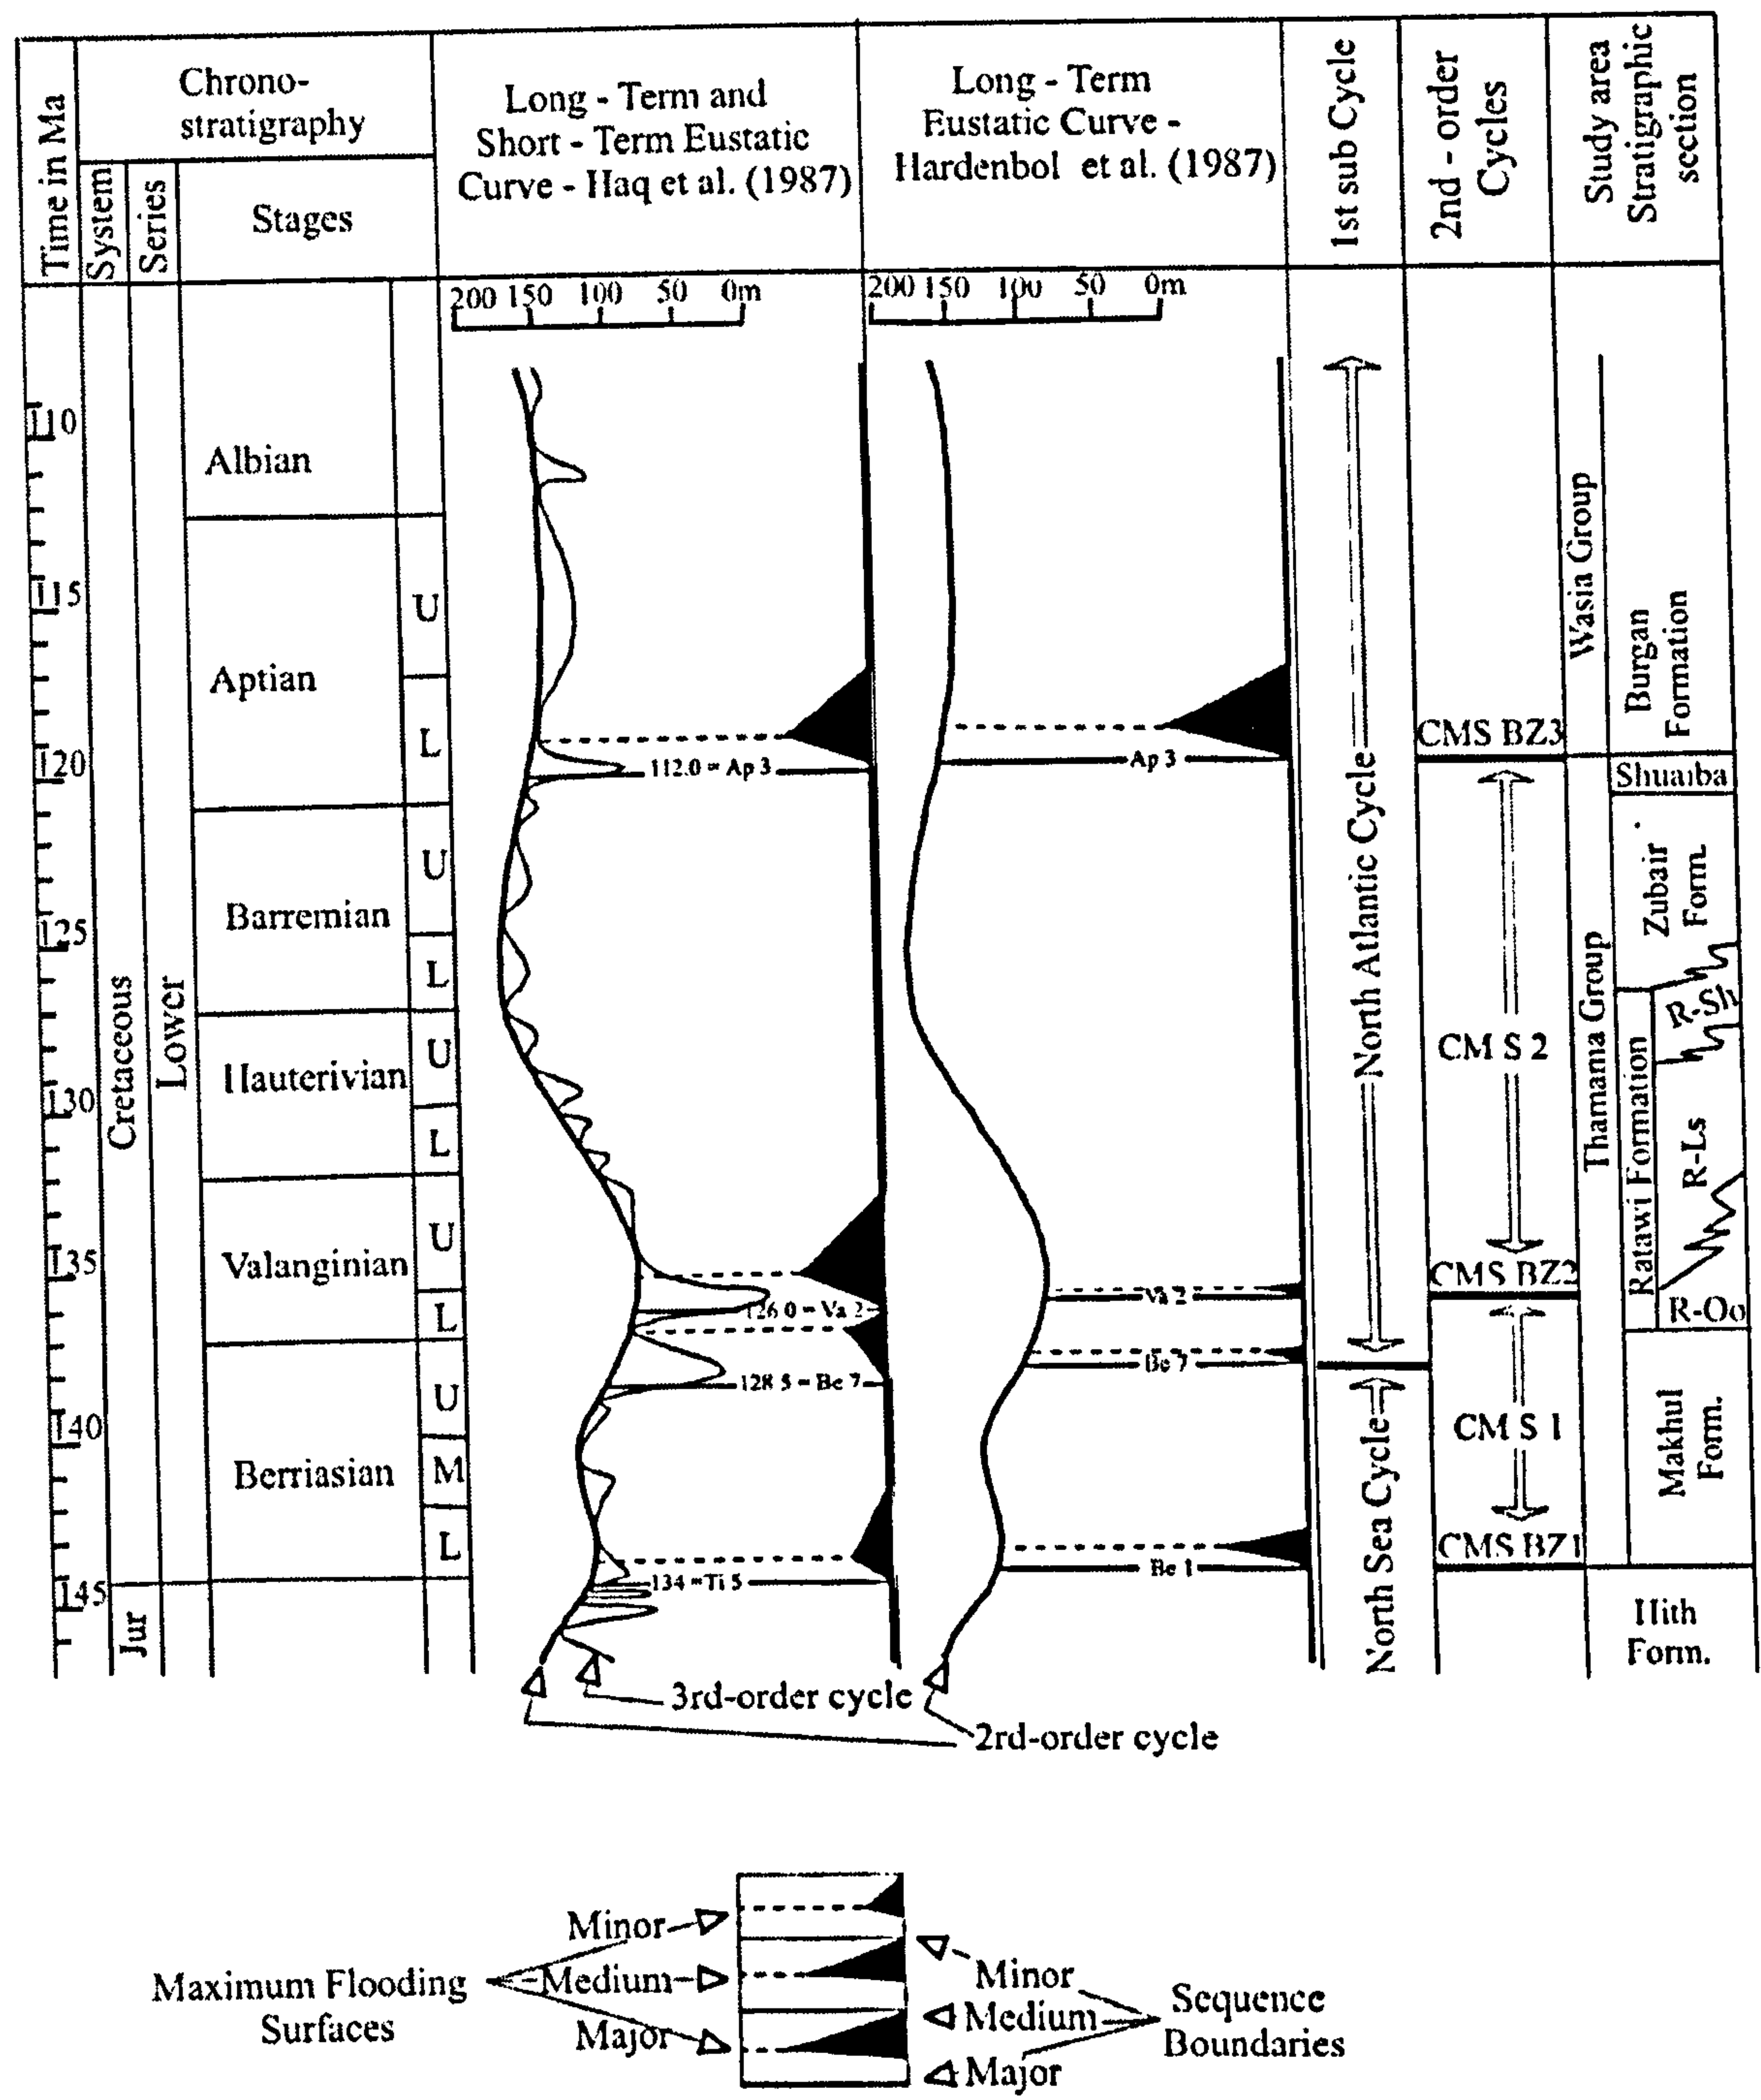 Time in Ma
Chrono-
stratigraphy
System
Series
Stages
Long - Term and
Short - Term Eustatic
Curve - Haq et al. (1987)
Long - Term
Eustatic Curve -
Hardenbol et al. (1987)
1st sub Cycle
2nd - order
Cycles
Study area
Stratigraphic
section
200 150 100 50 0m
200 150 100 50 0m
110
115
120
125
130
135
140
145
Cretaceous
Jur
Lower
Albian
Aptian
U
L
Barremian
U
L
Hauterivian
U
L
Valanginian
U
L
Berriasian
U
M
L
112.0 = Ap 3
126.0 = Va 2
128.5 = Be 7
134 = Ti 5
Ap 3
Va 2
Be 7
Be 1
North Atlantic Cycle
North Sea Cycle
CMS BZ3
CM S 2
CMS BZ2
CM S 1
CMS BZ1
Wasia Group
Burgan
Formation
Thamana Group
Shuaiba
Zubair
Form.
Ratawi Formation
R-Sh
R-Ls
R-Oo
Makhul
Form.
Hith
Form.
3rd-order cycle
2rd-order cycle
Maximum Flooding
Surfaces
Minor
Medium
Major
Minor
Medium
Major
Sequence
Boundaries